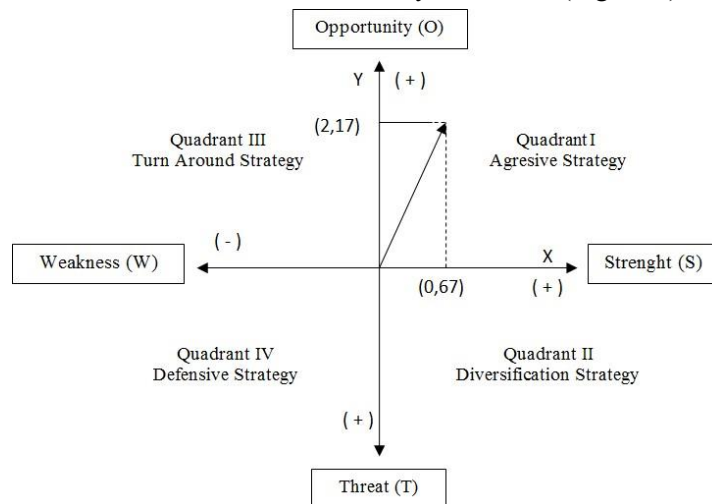 Opportunity (O)
Y
( + )
(2,17)
Quadrant III
Turn Around Strategy
Quadrant I
Agresive Strategy
( - )
Weakness (W)
X
Strenght (S)
(0,67)
( + )
Quadrant IV
Defensive Strategy
Quadrant II
Diversification Strategy
( + )
Threat (T)